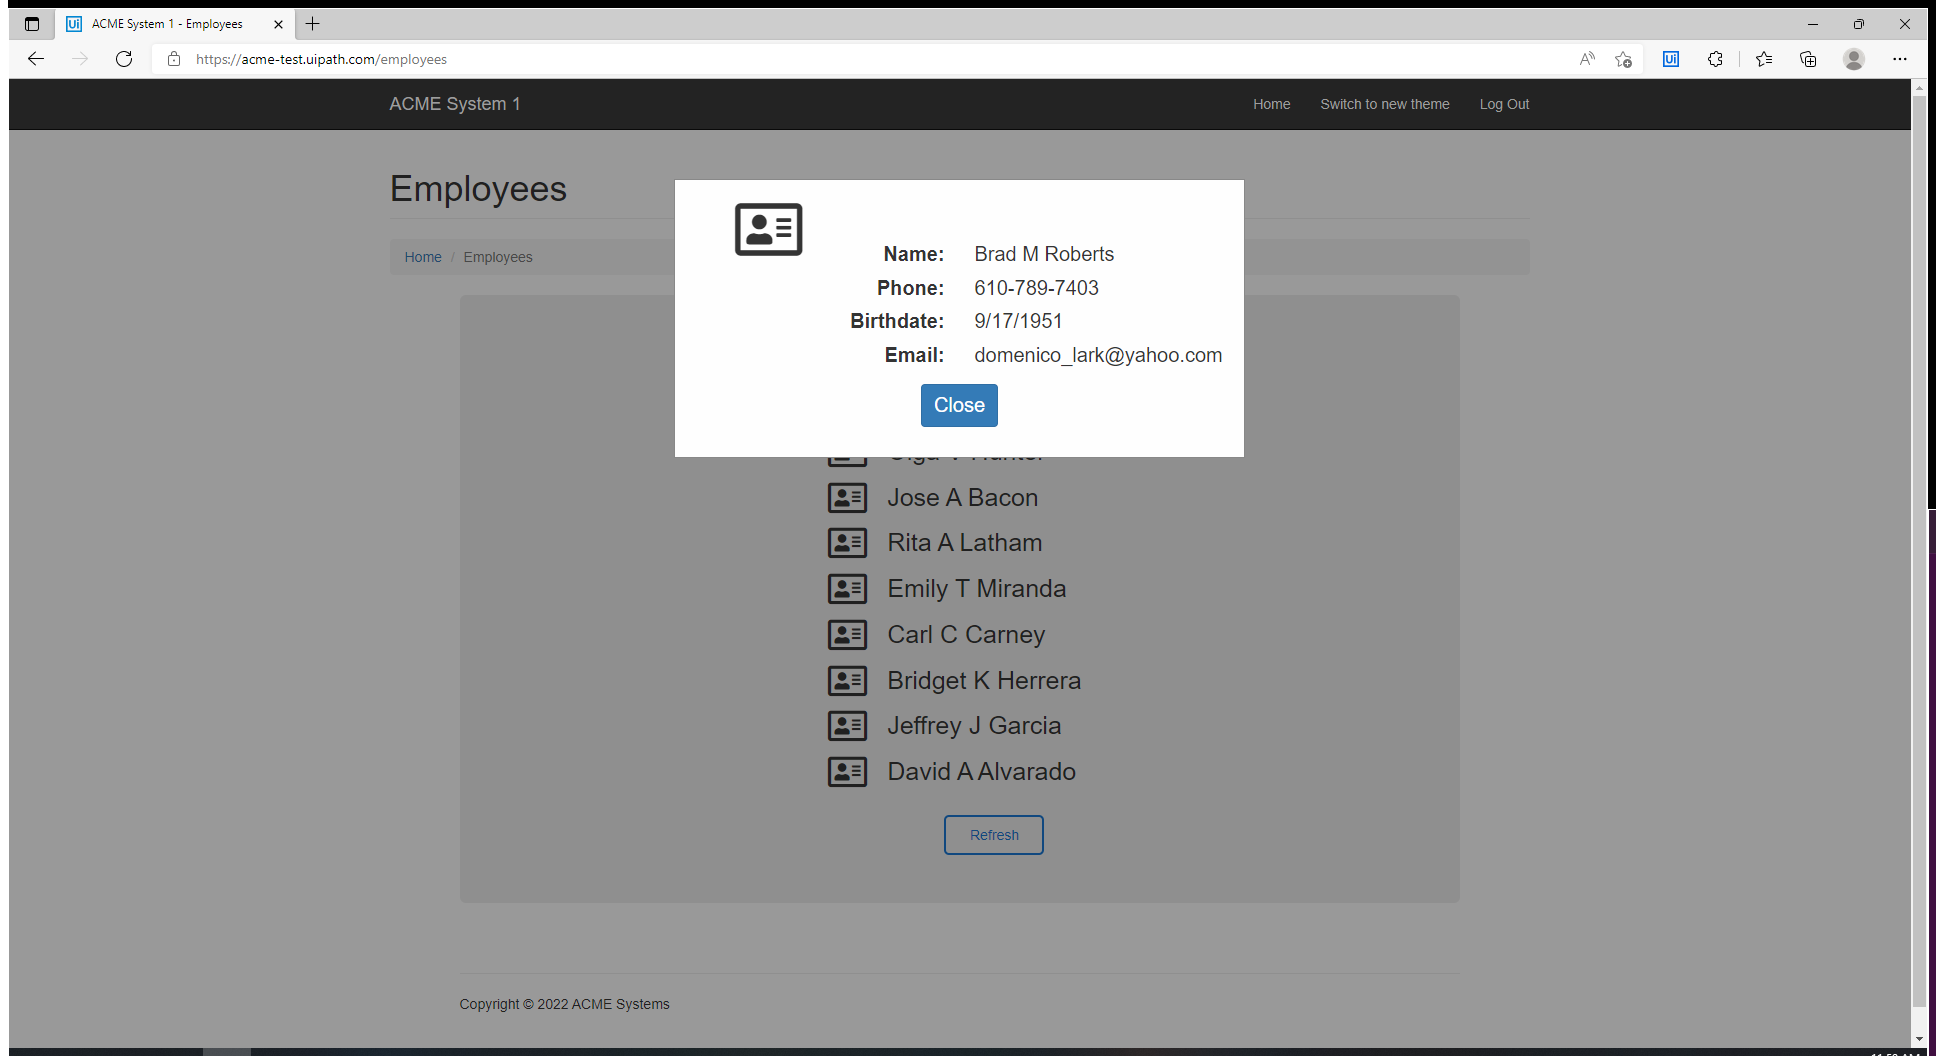 ACME System 1 - Employees
https://acme-test.uipath.com/employees
ACME System 1 Home Switch to new theme Log Out
Employees
Home / Employees
Name: Brad M Roberts
Phone: 610-789-7403
Birthdate: 9/17/1951
Email: domenico_lark@yahoo.com
Close
Jose A Bacon
Rita A Latham
Emily T Miranda
Carl C Carney
Bridget K Herrera
Jeffrey J Garcia
David A Alvarado
Refresh
Copyright © 2022 ACME Systems